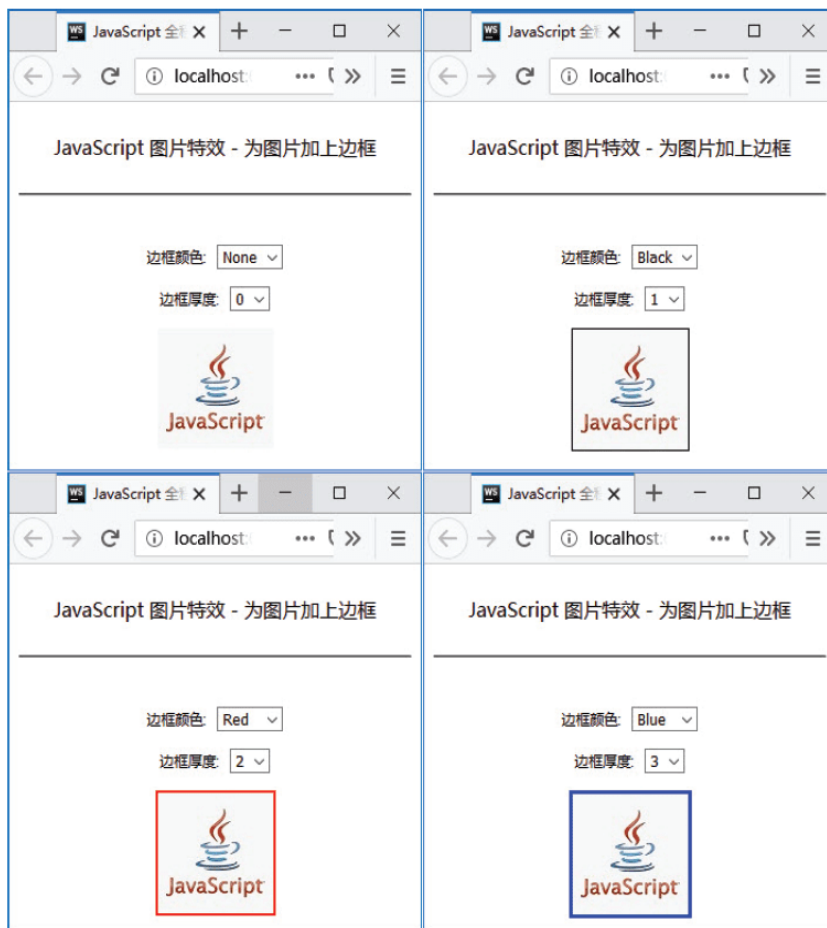 JavaScript 全
localhost:
JavaScript 图片特效 - 为图片加上边框
边框颜色: None
边框厚度: 0
JavaScript
JavaScript 全
localhost:
JavaScript 图片特效 - 为图片加上边框
边框颜色: Black
边框厚度: 1
JavaScript
JavaScript 全
localhost:
JavaScript 图片特效 - 为图片加上边框
边框颜色: Red
边框厚度: 2
JavaScript
JavaScript 全
localhost:
JavaScript 图片特效 - 为图片加上边框
边框颜色: Blue
边框厚度: 3
JavaScript